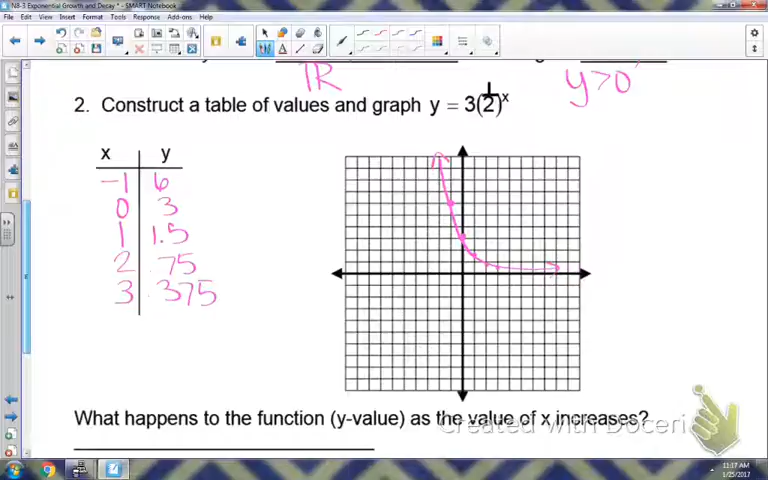 N8-3 Exponential Growth and Decay * - SMART Notebook
File Edit View Insert Format Tools Response Add-ons Help
ℝ
y>0
2. Construct a table of values and graph y = 3(1/2)^x
x y
-1 6
0 3
1 1.5
2 .75
3 .375
What happens to the function (y-value) as the value of x increases?
Created with Doceri
11:17 AM
1/25/2017